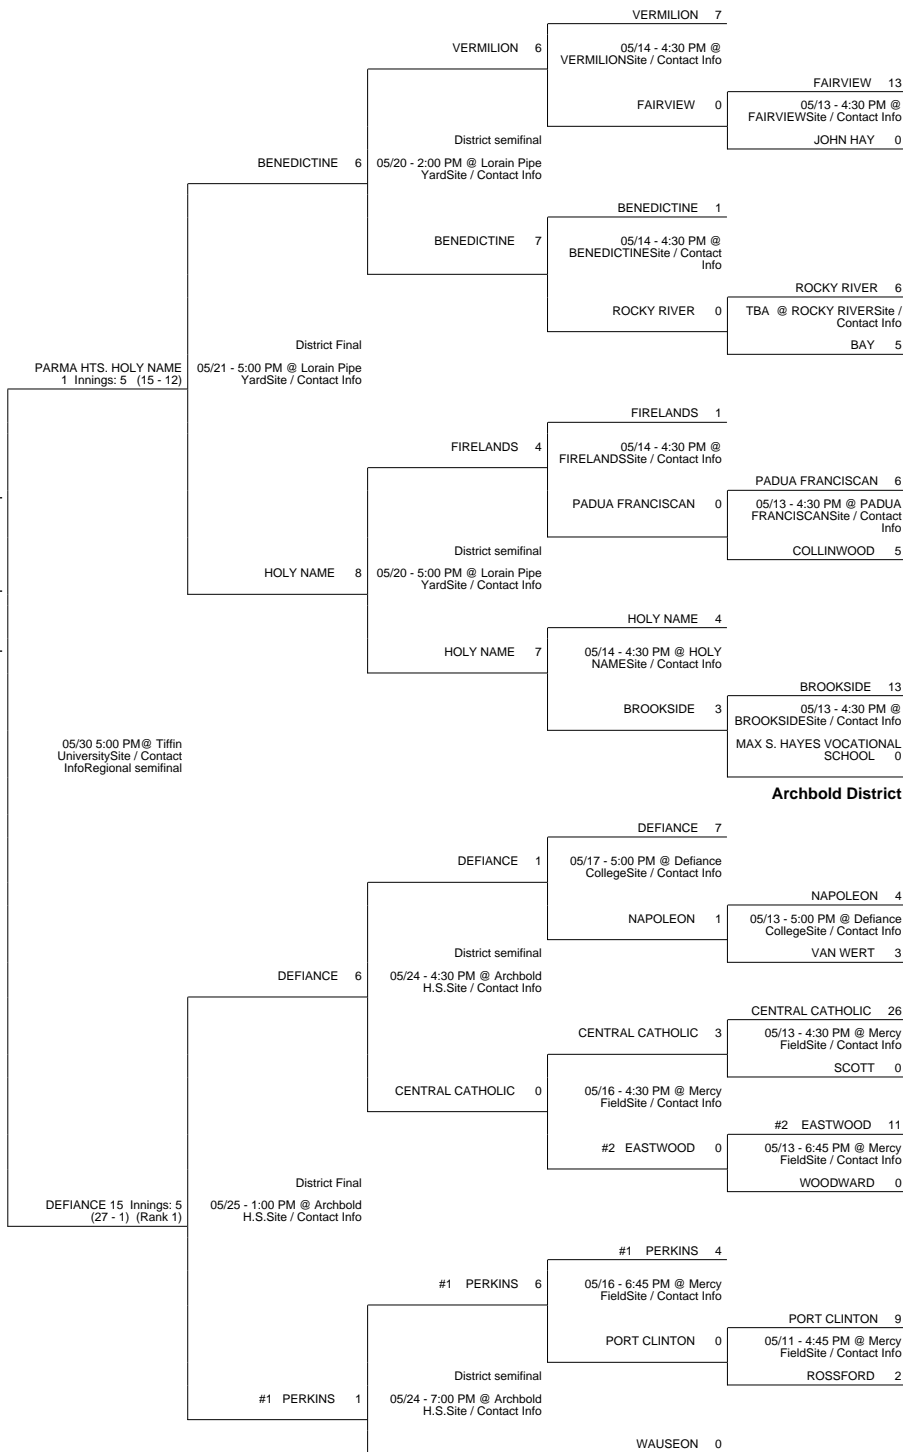 VERMILION 7
VERMILION 6
05/14 - 4:30 PM @
VERMILIONSite / Contact Info
FAIRVIEW 13
FAIRVIEW 0
05/13 - 4:30 PM @
FAIRVIEWSite / Contact Info
JOHN HAY 0
District semifinal
BENEDICTINE 6
05/20 - 2:00 PM @ Lorain Pipe
YardSite / Contact Info
BENEDICTINE 1
BENEDICTINE 7
05/14 - 4:30 PM @
BENEDICTINESite / Contact
Info
ROCKY RIVER 6
ROCKY RIVER 0
TBA @ ROCKY RIVERSite /
Contact Info
BAY 5
District Final
PARMA HTS. HOLY NAME
1 Innings: 5 (15 - 12)
05/21 - 5:00 PM @ Lorain Pipe
YardSite / Contact Info
FIRELANDS 1
FIRELANDS 4
05/14 - 4:30 PM @
FIRELANDSSite / Contact Info
PADUA FRANCISCAN 6
PADUA FRANCISCAN 0
05/13 - 4:30 PM @ PADUA
FRANCISCANSite / Contact
Info
COLLINWOOD 5
District semifinal
HOLY NAME 8
05/20 - 5:00 PM @ Lorain Pipe
YardSite / Contact Info
HOLY NAME 4
HOLY NAME 7
05/14 - 4:30 PM @ HOLY
NAMESite / Contact Info
BROOKSIDE 13
BROOKSIDE 3
05/13 - 4:30 PM @
BROOKSIDESite / Contact Info
MAX S. HAYES VOCATIONAL
SCHOOL 0
05/30 5:00 PM@ Tiffin
UniversitySite / Contact
InfoRegional semifinal
Archbold District
DEFIANCE 7
DEFIANCE 1
05/17 - 5:00 PM @ Defiance
CollegeSite / Contact Info
NAPOLEON 4
NAPOLEON 1
05/13 - 5:00 PM @ Defiance
CollegeSite / Contact Info
VAN WERT 3
District semifinal
DEFIANCE 6
05/24 - 4:30 PM @ Archbold
H.S.Site / Contact Info
CENTRAL CATHOLIC 26
CENTRAL CATHOLIC 3
05/13 - 4:30 PM @ Mercy
FieldSite / Contact Info
SCOTT 0
CENTRAL CATHOLIC 0
05/16 - 4:30 PM @ Mercy
FieldSite / Contact Info
#2 EASTWOOD 11
#2 EASTWOOD 0
05/13 - 6:45 PM @ Mercy
FieldSite / Contact Info
WOODWARD 0
District Final
DEFIANCE 15 Innings: 5
(27 - 1) (Rank 1)
05/25 - 1:00 PM @ Archbold
H.S.Site / Contact Info
#1 PERKINS 4
#1 PERKINS 6
05/16 - 6:45 PM @ Mercy
FieldSite / Contact Info
PORT CLINTON 9
PORT CLINTON 0
05/11 - 4:45 PM @ Mercy
FieldSite / Contact Info
ROSSFORD 2
District semifinal
#1 PERKINS 1
05/24 - 7:00 PM @ Archbold
H.S.Site / Contact Info
WAUSEON 0